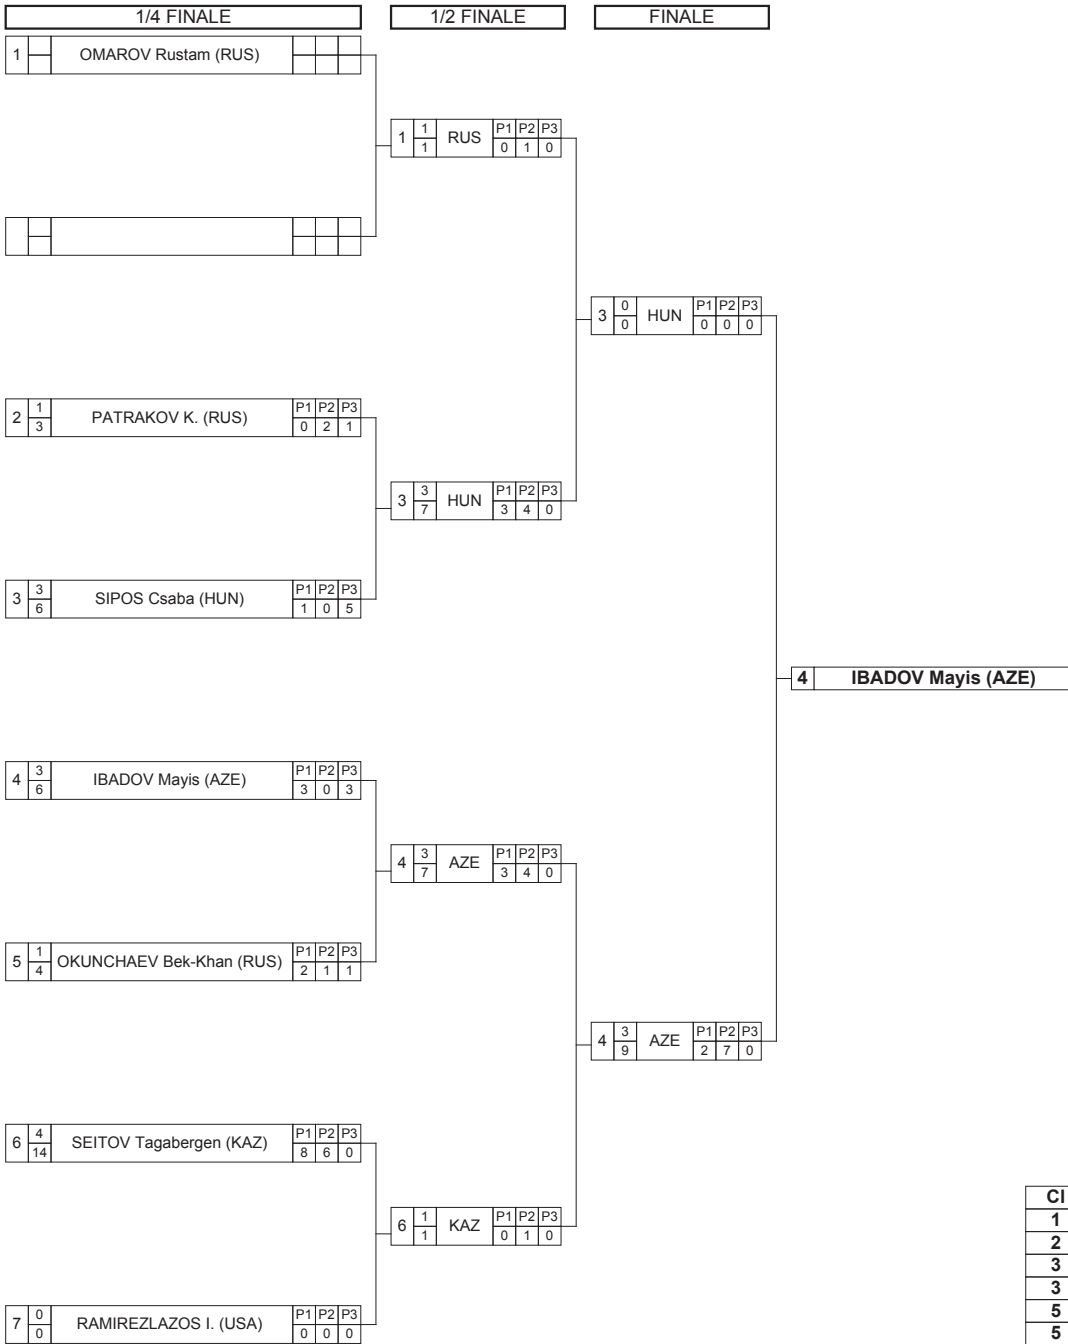 1/4 FINALE 1/2 FINALE FINALE
1 OMAROV Rustam (RUS)
1 1 RUS P1 P2 P3
1 0 1 0
3 0 HUN P1 P2 P3
0 0 0 0
2 1 PATRAKOV K. (RUS) P1 P2 P3
3 0 2 1
3 3 HUN P1 P2 P3
7 3 4 0
3 3 SIPOS Csaba (HUN) P1 P2 P3
6 1 0 5
4 IBADOV Mayis (AZE)
4 3 IBADOV Mayis (AZE) P1 P2 P3
6 3 0 3
4 3 AZE P1 P2 P3
7 3 4 0
5 1 OKUNCHAEV Bek-Khan (RUS) P1 P2 P3
4 2 1 1
4 3 AZE P1 P2 P3
9 2 7 0
6 4 SEITOV Tagabergen (KAZ) P1 P2 P3
14 8 6 0
Cl
1
6 1 KAZ P1 P2 P3
1 0 1 0
2
3
3
7 0 RAMIREZLAZOS I. (USA) P1 P2 P3
0 0 0 0
5
5